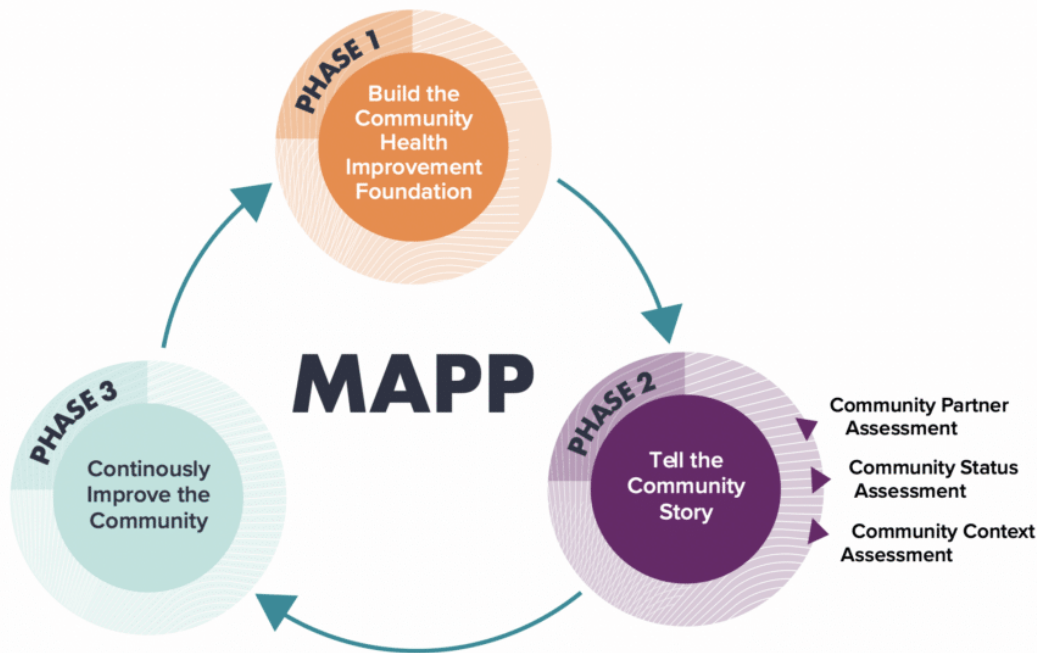 PHASE 1
Build the
Community
Health
Improvement
Foundation
MAPP
PHASE 2
Tell the
Community
Story
Community Partner
Assessment
Community Status
Assessment
Community Context
Assessment
PHASE 3
Continously
Improve the
Community